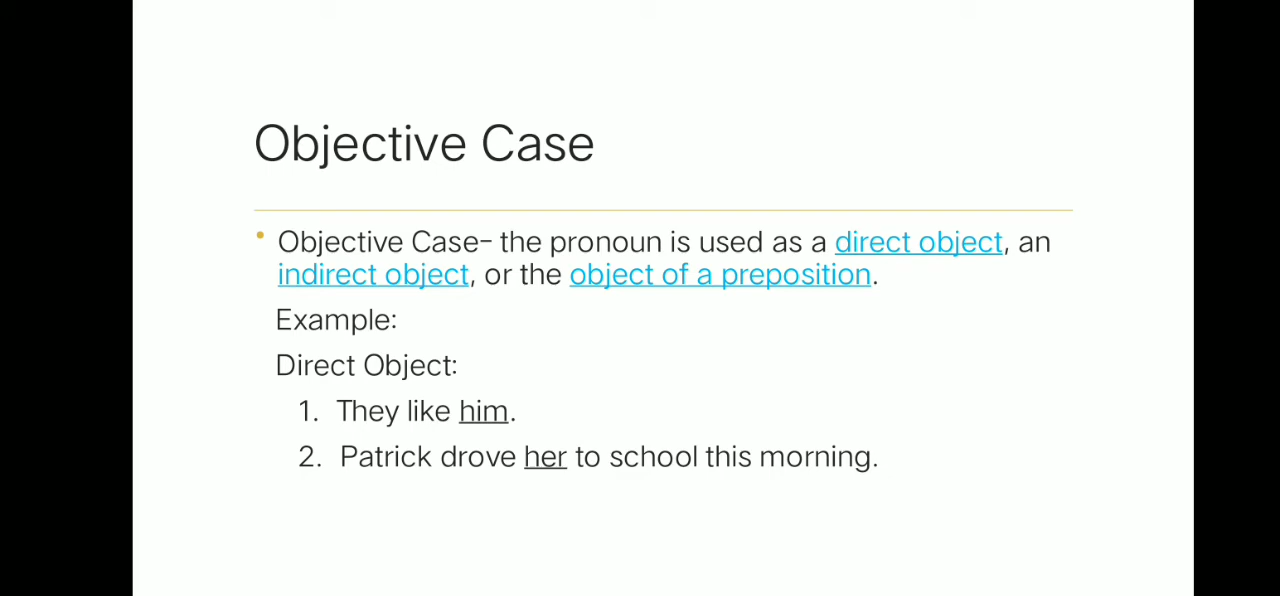 Objective Case
• Objective Case- the pronoun is used as a direct object, an
indirect object, or the object of a preposition.
Example:
Direct Object:
1. They like him.
2. Patrick drove her to school this morning.